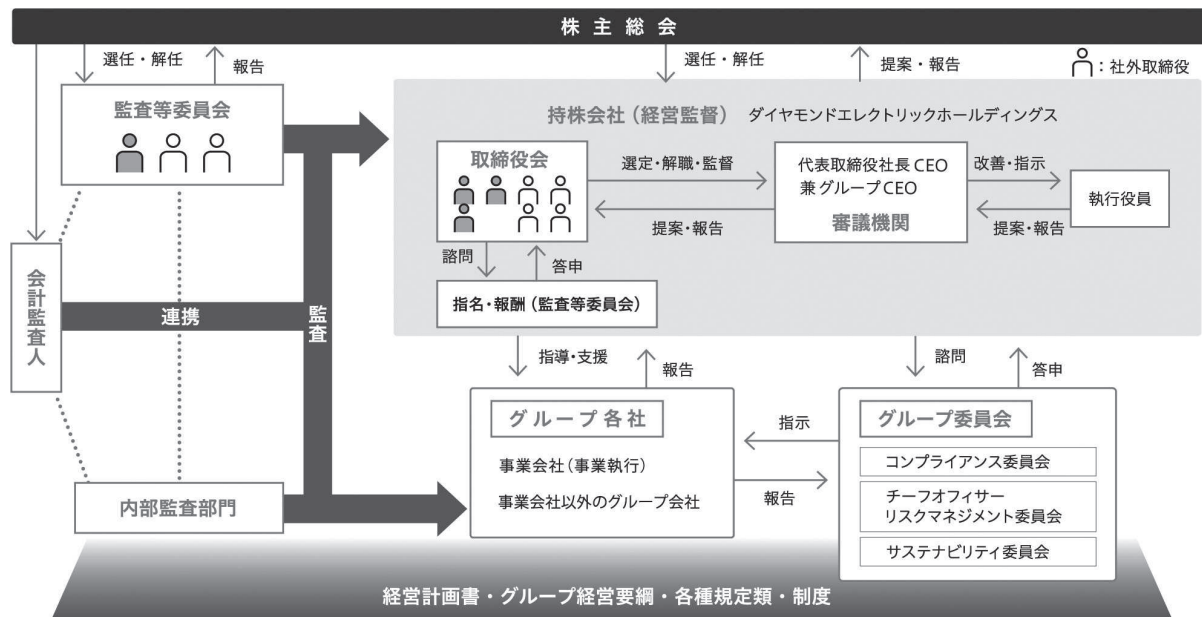 株主総会
選任・解任
報告
選任・解任
提案・報告
：社外取締役
監査等委員会
持株会社（経営監督） ダイヤモンドエレクトリックホールディングス
取締役会
選定・解職・監督
提案・報告
代表取締役社長 CEO
兼 グループCEO
審議機関
改善・指示
提案・報告
執行役員
諮問
答申
指名・報酬（監査等委員会）
会計監査人
連携
監査
指導・支援
報告
諮問
答申
グループ各社
事業会社（事業執行）
事業会社以外のグループ会社
指示
報告
グループ委員会
コンプライアンス委員会
チーフオフィサー
リスクマネジメント委員会
サステナビリティ委員会
内部監査部門
経営計画書・グループ経営要綱・各種規定類・制度